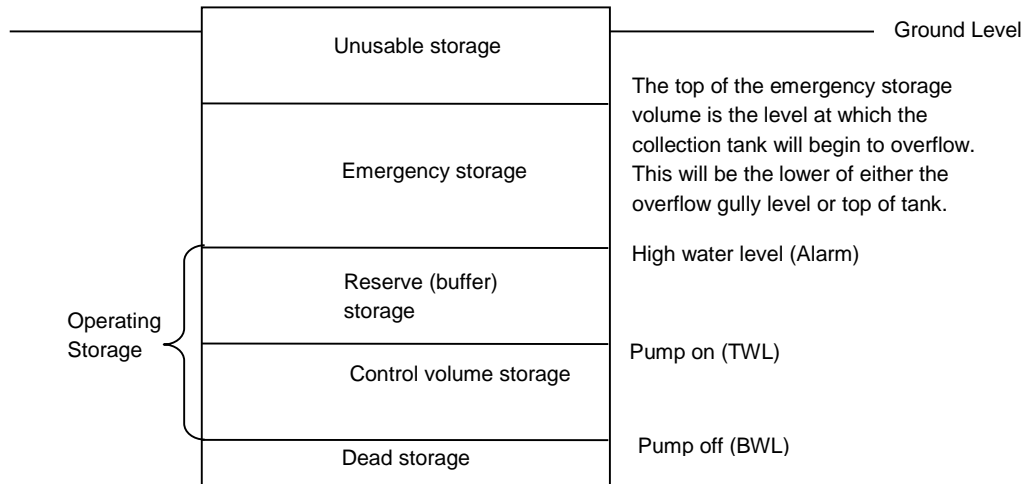 Ground Level
Unusable storage
The top of the emergency storage
volume is the level at which the
collection tank will begin to overflow.
This will be the lower of either the
overflow gully level or top of tank.
Emergency storage
High water level (Alarm)
Reserve (buffer)
storage
Operating
Storage
Pump on (TWL)
Control volume storage
Pump off (BWL)
Dead storage